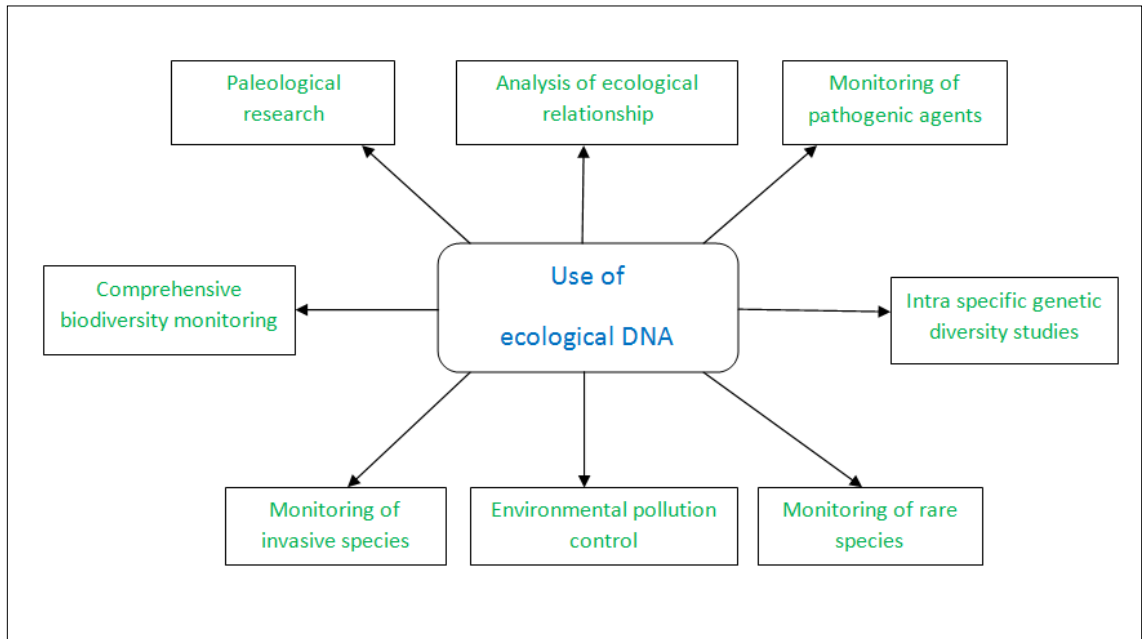 Paleological
research
Analysis of ecological
relationship
Monitoring of
pathogenic agents
Comprehensive
biodiversity monitoring
Use of
ecological DNA
Intra specific genetic
diversity studies
Monitoring of
invasive species
Environmental pollution
control
Monitoring of rare
species